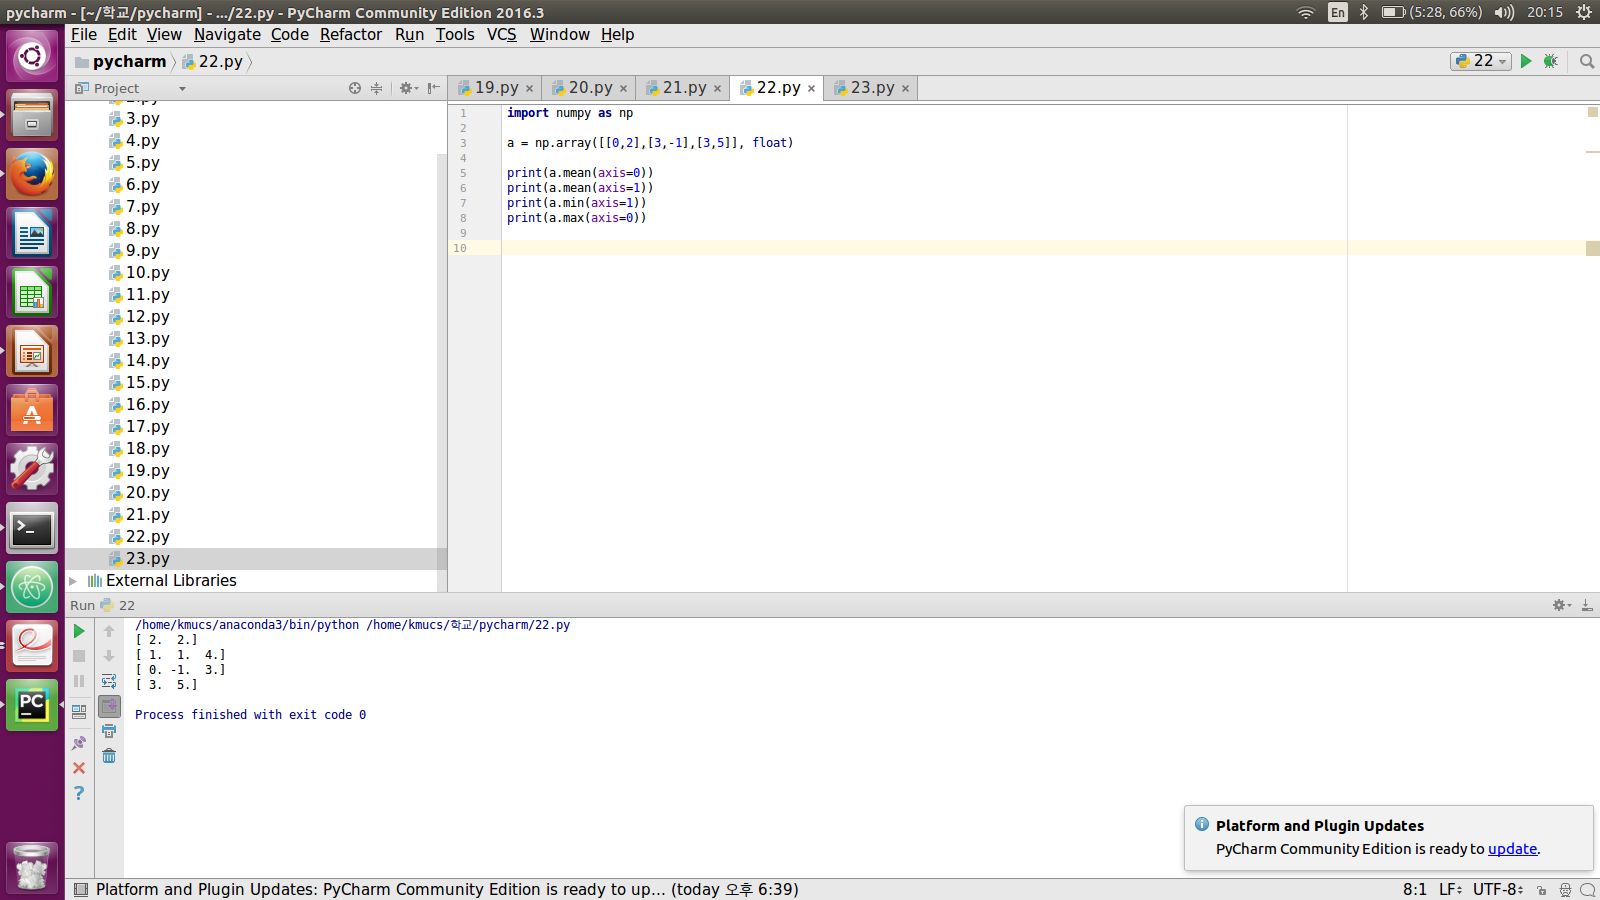 pycharm - [~/학교/pycharm] - .../22.py - PyCharm Community Edition 2016.3
En
(5:28, 66%)
20:15
File Edit View Navigate Code Refactor Run Tools VCS Window Help
pycharm
22.py
22
Project
19.py
20.py
21.py
22.py
23.py
3.py
4.py
5.py
6.py
7.py
8.py
9.py
10.py
11.py
12.py
13.py
14.py
15.py
16.py
17.py
18.py
19.py
20.py
21.py
22.py
23.py
External Libraries
1 import numpy as np
2
3 a = np.array([[0,2],[3,-1],[3,5]], float)
4
5 print(a.mean(axis=0))
6 print(a.mean(axis=1))
7 print(a.min(axis=1))
8 print(a.max(axis=0))
9
10
Run 22
/home/kmucs/anaconda3/bin/python /home/kmucs/학교/pycharm/22.py
[ 2.  2.]
[ 1.  1.  4.]
[ 0. -1.  3.]
[ 3.  5.]
Process finished with exit code 0
PC
Platform and Plugin Updates
PyCharm Community Edition is ready to update.
Platform and Plugin Updates: PyCharm Community Edition is ready to up... (today 오후 6:39)
8:1
LF
UTF-8